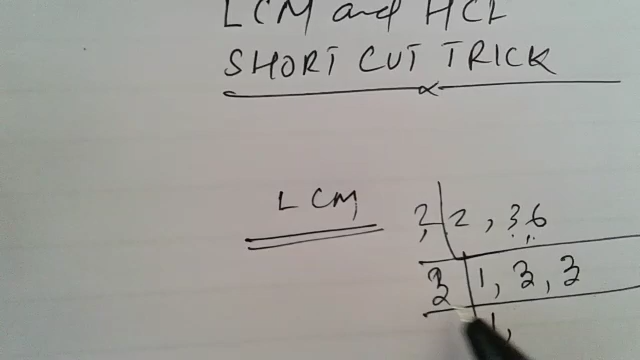 LCM and HCF
SHORT CUT TRICK
LCM
2 2, 3 6
3 1, 3, 3
1,